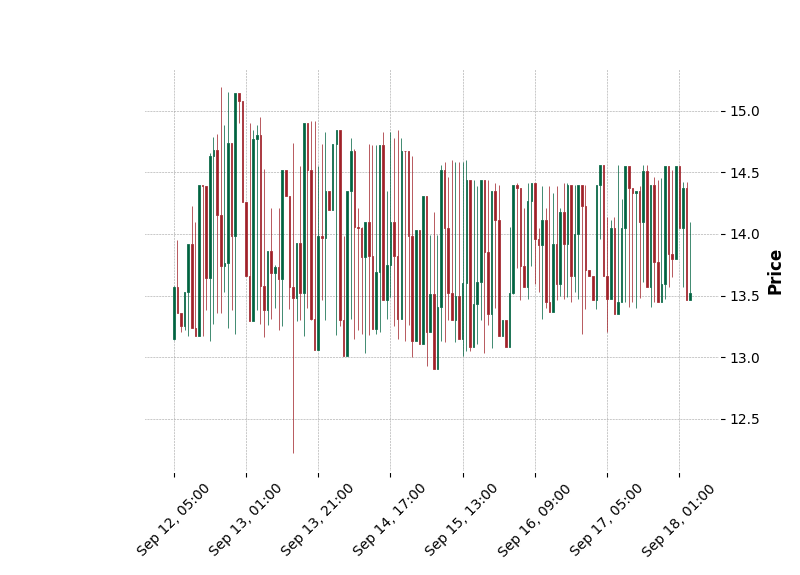 15.0
14.5
14.0
13.5
13.0
12.5
Price
Sep 12, 05:00
Sep 13, 01:00
Sep 13, 21:00
Sep 14, 17:00
Sep 15, 13:00
Sep 16, 09:00
Sep 17, 05:00
Sep 18, 01:00